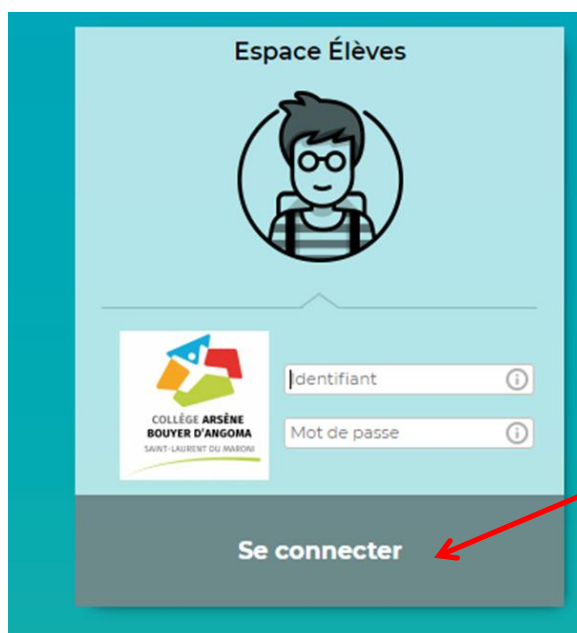 Espace Élèves
COLLÈGE ARSÈNE
BOUYER D'ANGOMA
SAINT-LAURENT DU MARONI
Identifiant
Mot de passe
Se connecter